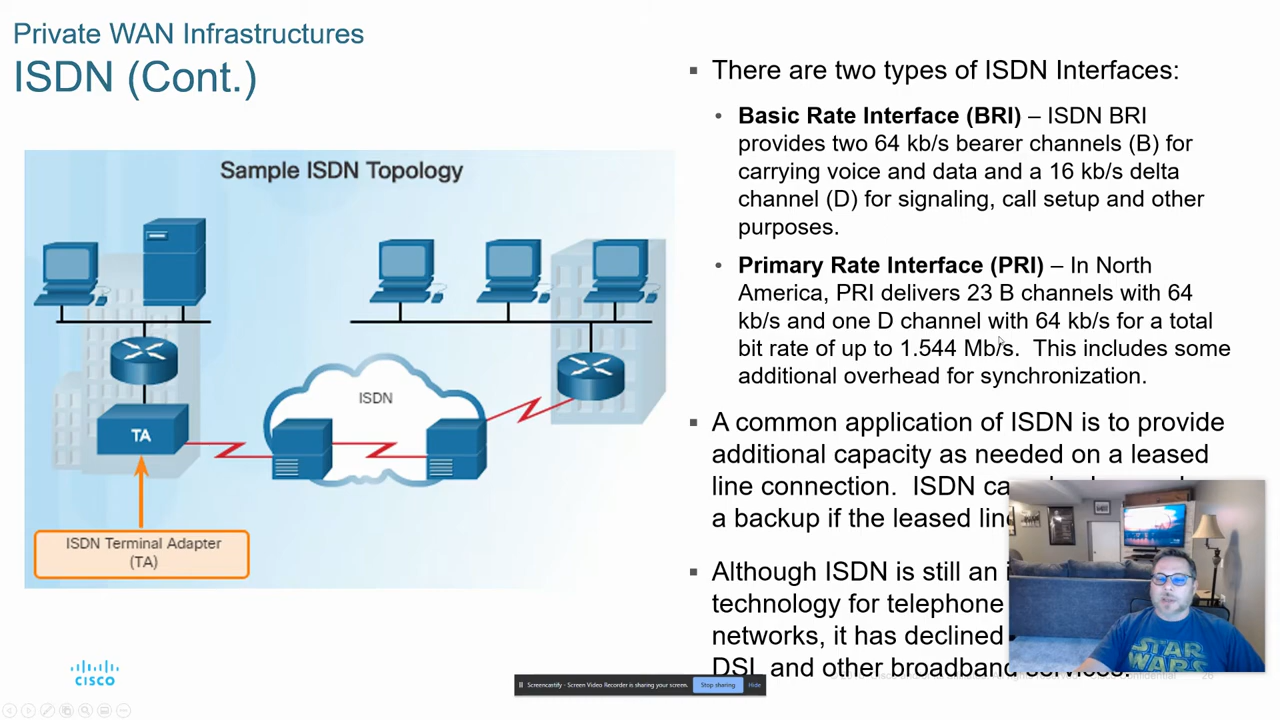 Private WAN Infrastructures
ISDN (Cont.)
Sample ISDN Topology
ISDN
TA
ISDN Terminal Adapter
(TA)
▪ There are two types of ISDN Interfaces:
• Basic Rate Interface (BRI) – ISDN BRI
provides two 64 kb/s bearer channels (B) for
carrying voice and data and a 16 kb/s delta
channel (D) for signaling, call setup and other
purposes.
• Primary Rate Interface (PRI) – In North
America, PRI delivers 23 B channels with 64
kb/s and one D channel with 64 kb/s for a total
bit rate of up to 1.544 Mb/s. This includes some
additional overhead for synchronization.
▪ A common application of ISDN is to provide
additional capacity as needed on a leased
line connection. ISDN
a backup if the leased
▪ Although ISDN is still an
technology for telephone
networks, it has declined
DSL and other broadband services.
CISCO
Screencastify - Screen Video Recorder is sharing your screen.
Stop sharing
Hide
STAR
WARS
26